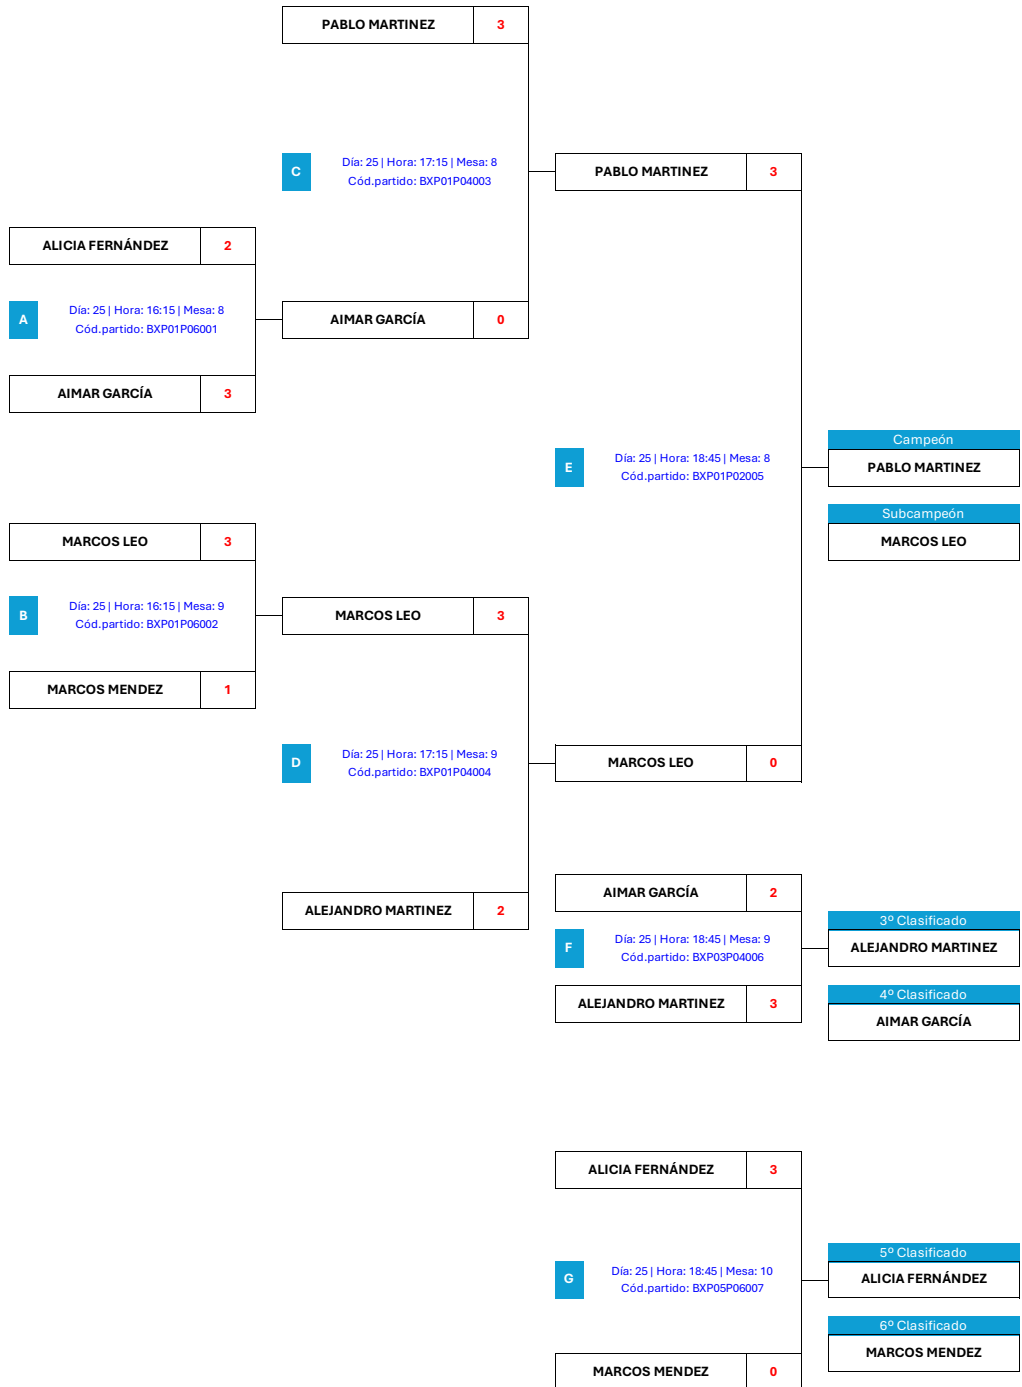 PABLO MARTINEZ 3
C
Día: 25 | Hora: 17:15 | Mesa: 8
Cód.partido: BXP01P04003
PABLO MARTINEZ 3
ALICIA FERNÁNDEZ 2
A
Día: 25 | Hora: 16:15 | Mesa: 8
Cód.partido: BXP01P06001
AIMAR GARCÍA 0
AIMAR GARCÍA 3
E
Día: 25 | Hora: 18:45 | Mesa: 8
Cód.partido: BXP01P02005
Campeón
PABLO MARTINEZ
Subcampeón
MARCOS LEO
MARCOS LEO 3
B
Día: 25 | Hora: 16:15 | Mesa: 9
Cód.partido: BXP01P06002
MARCOS LEO 3
MARCOS MENDEZ 1
D
Día: 25 | Hora: 17:15 | Mesa: 9
Cód.partido: BXP01P04004
MARCOS LEO 0
ALEJANDRO MARTINEZ 2
AIMAR GARCÍA 2
F
Día: 25 | Hora: 18:45 | Mesa: 9
Cód.partido: BXP03P04006
ALEJANDRO MARTINEZ 3
3º Clasificado
ALEJANDRO MARTINEZ
4º Clasificado
AIMAR GARCÍA
ALICIA FERNÁNDEZ 3
G
Día: 25 | Hora: 18:45 | Mesa: 10
Cód.partido: BXP05P06007
5º Clasificado
ALICIA FERNÁNDEZ
6º Clasificado
MARCOS MENDEZ
MARCOS MENDEZ 0